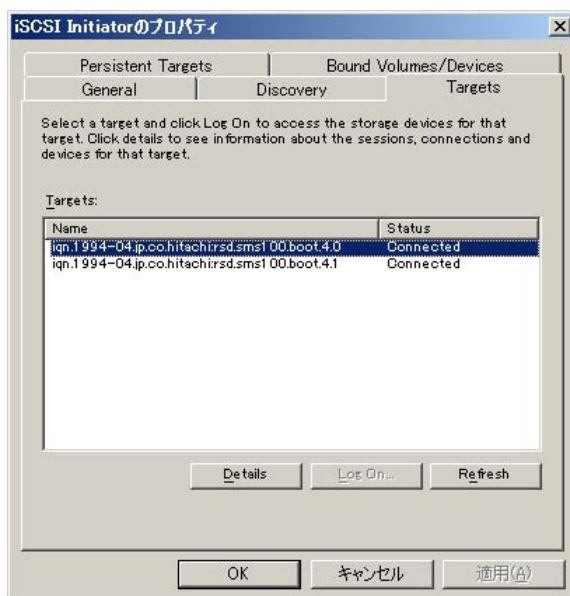 iSCSI Initiatorのプロパティ
Persistent Targets
Bound Volumes/Devices
General
Discovery
Targets
Select a target and click Log On to access the storage devices for that
target. Click details to see information about the sessions, connections and
devices for that target.
Targets:
Name
Status
iqn.1994-04.jp.co.hitachi:rsd.sms100.boot.4.0
Connected
iqn.1994-04.jp.co.hitachi:rsd.sms100.boot.4.1
Connected
Details
Log On...
Refresh
OK
キャンセル
適用(A)